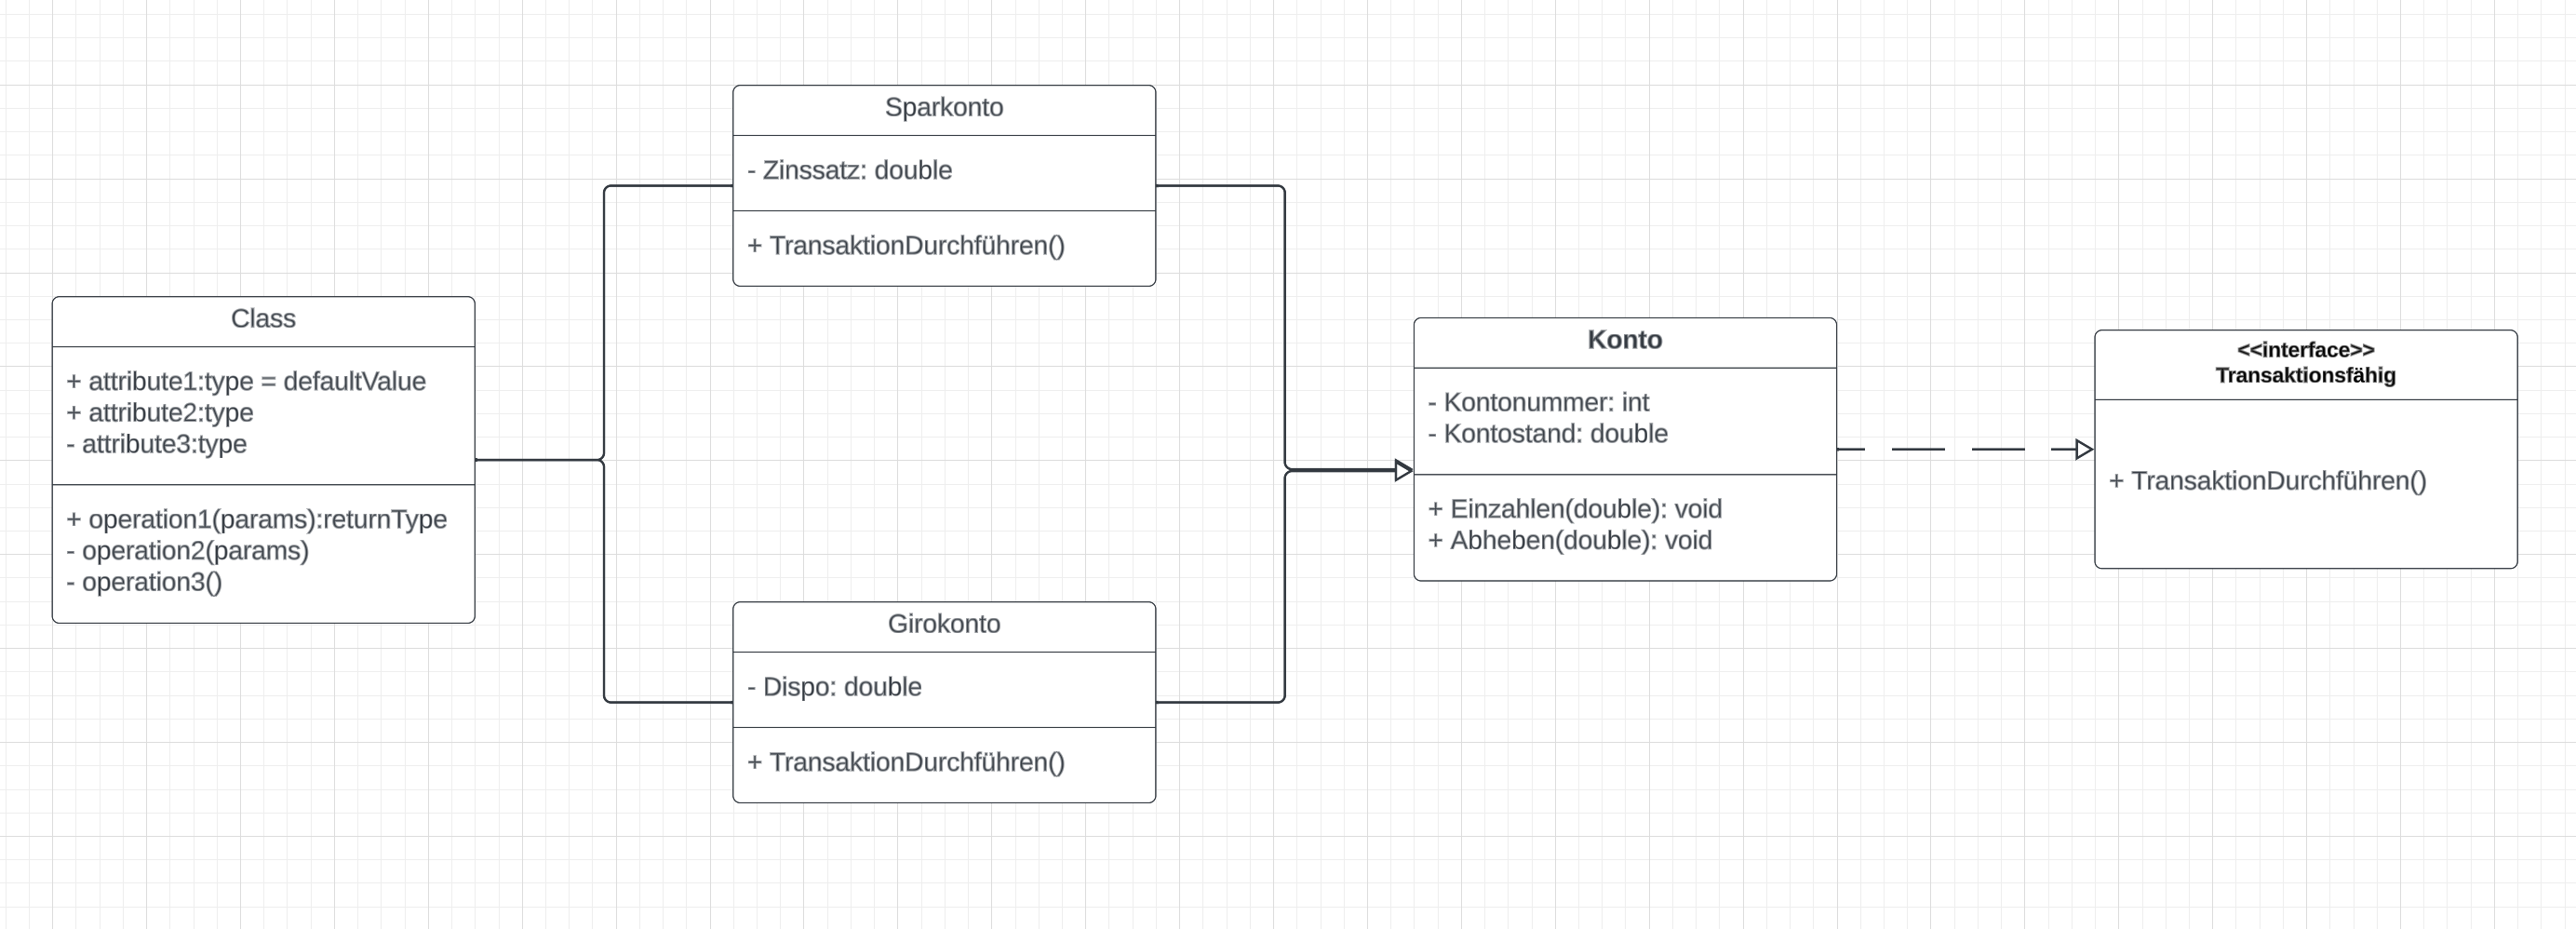 Class
+ attribute1:type = defaultValue
+ attribute2:type
- attribute3:type
+ operation1(params):returnType
- operation2(params)
- operation3()
Sparkonto
- Zinssatz: double
+ TransaktionDurchführen()
Girokonto
- Dispo: double
+ TransaktionDurchführen()
Konto
- Kontonummer: int
- Kontostand: double
+ Einzahlen(double): void
+ Abheben(double): void
<<interface>>
Transaktionsfähig
+ TransaktionDurchführen()